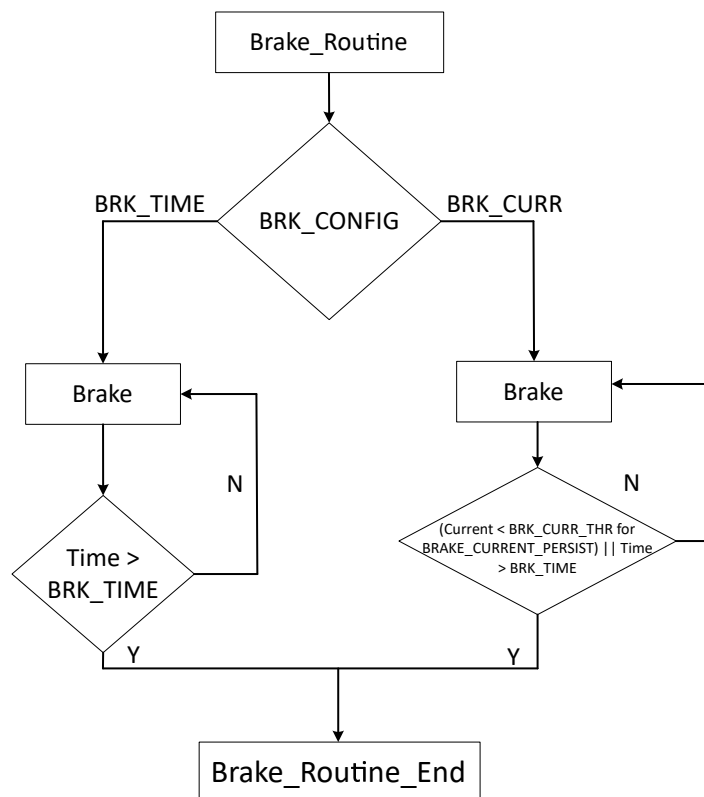 Brake_Routine
BRK_CONFIG
BRK_TIME
BRK_CURR
Brake
Brake
N
N
Time >
BRK_TIME
(Current < BRK_CURR_THR for
BRAKE_CURRENT_PERSIST) || Time
> BRK_TIME
Y
Y
Brake_Routine_End